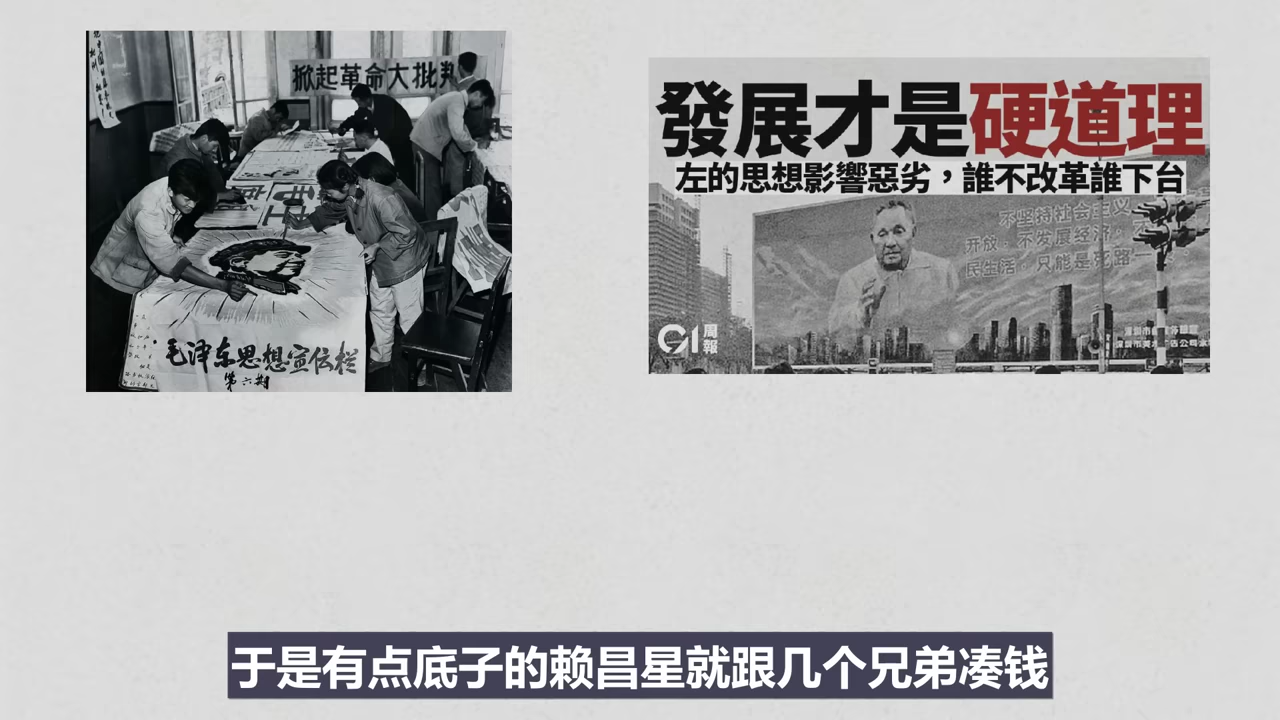 掀起革命大批判
毛泽东思想宣传栏
第六期
發展才是硬道理
左的思想影響惡劣，誰不改革誰下台
不坚持社会主义
开放。不发展经济。不
民生活。只能是死路一
周報
于是有点底子的赖昌星就跟几个兄弟凑钱